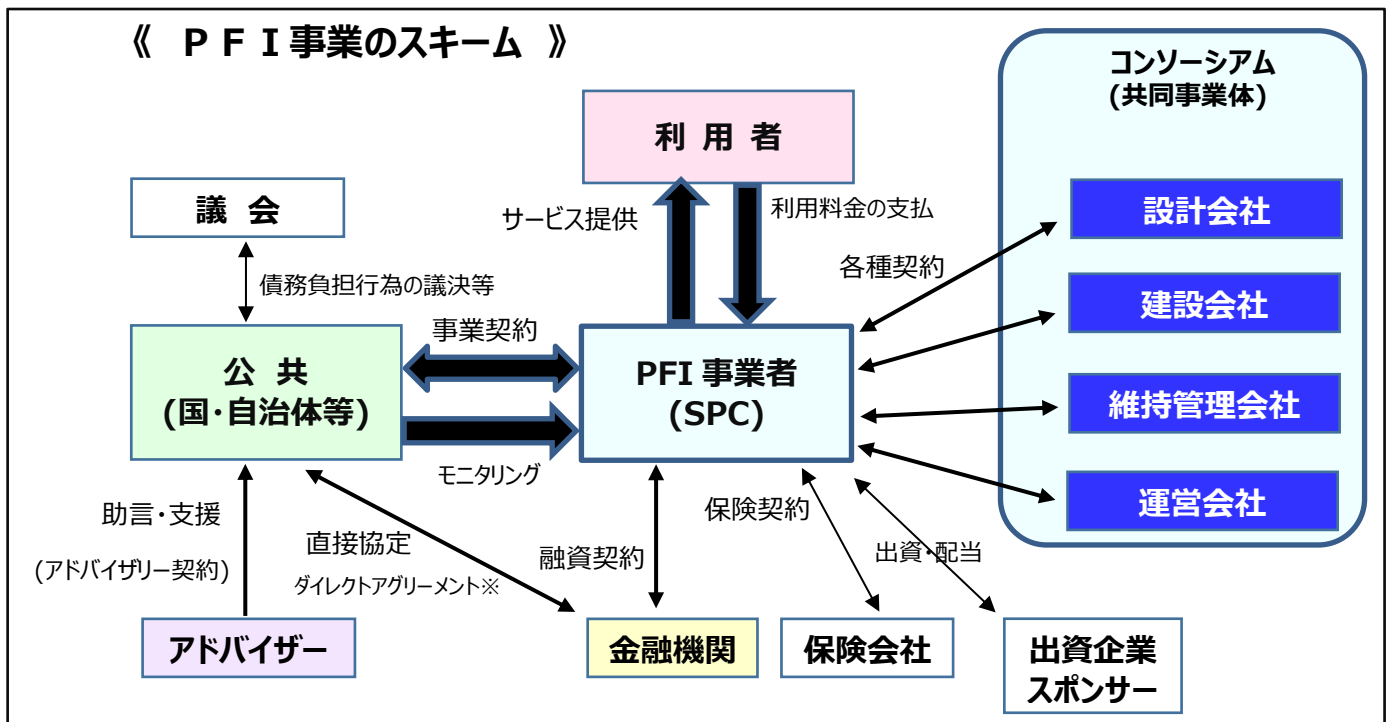 《 ＰＦＩ事業のスキーム 》
コンソーシアム
(共同事業体)
利 用 者
議 会
サービス提供
利用料金の支払
設計会社
各種契約
債務負担行為の議決等
建設会社
事業契約
公 共
(国・自治体等)
PFI 事業者
(SPC)
維持管理会社
モニタリング
運営会社
助言・支援
(アドバイザリー契約)
直接協定
ダイレクトアグリーメント※
融資契約
保険契約
出資・配当
アドバイザー
金融機関
保険会社
出資企業
スポンサー